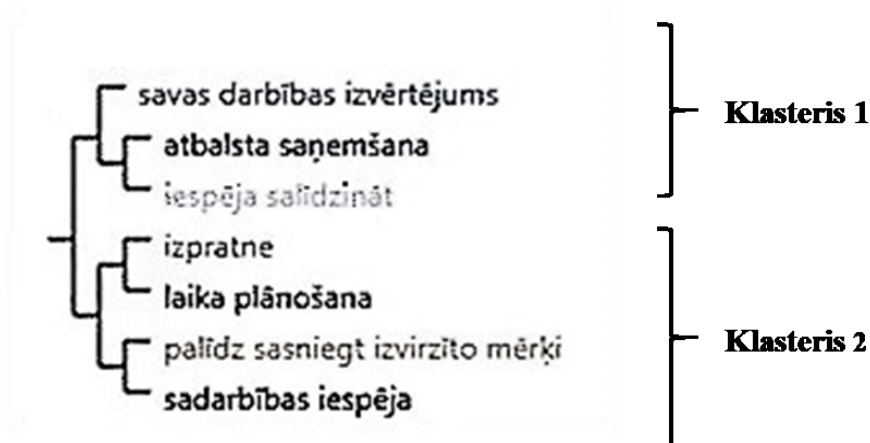 savas darbības izvērtējums
Klasteris 1
atbalsta saņemšana
iespēja salīdzināt
izpratne
laika plānošana
Klasteris 2
palīdz sasniegt izvirzīto mērķi
sadarbības iespēja